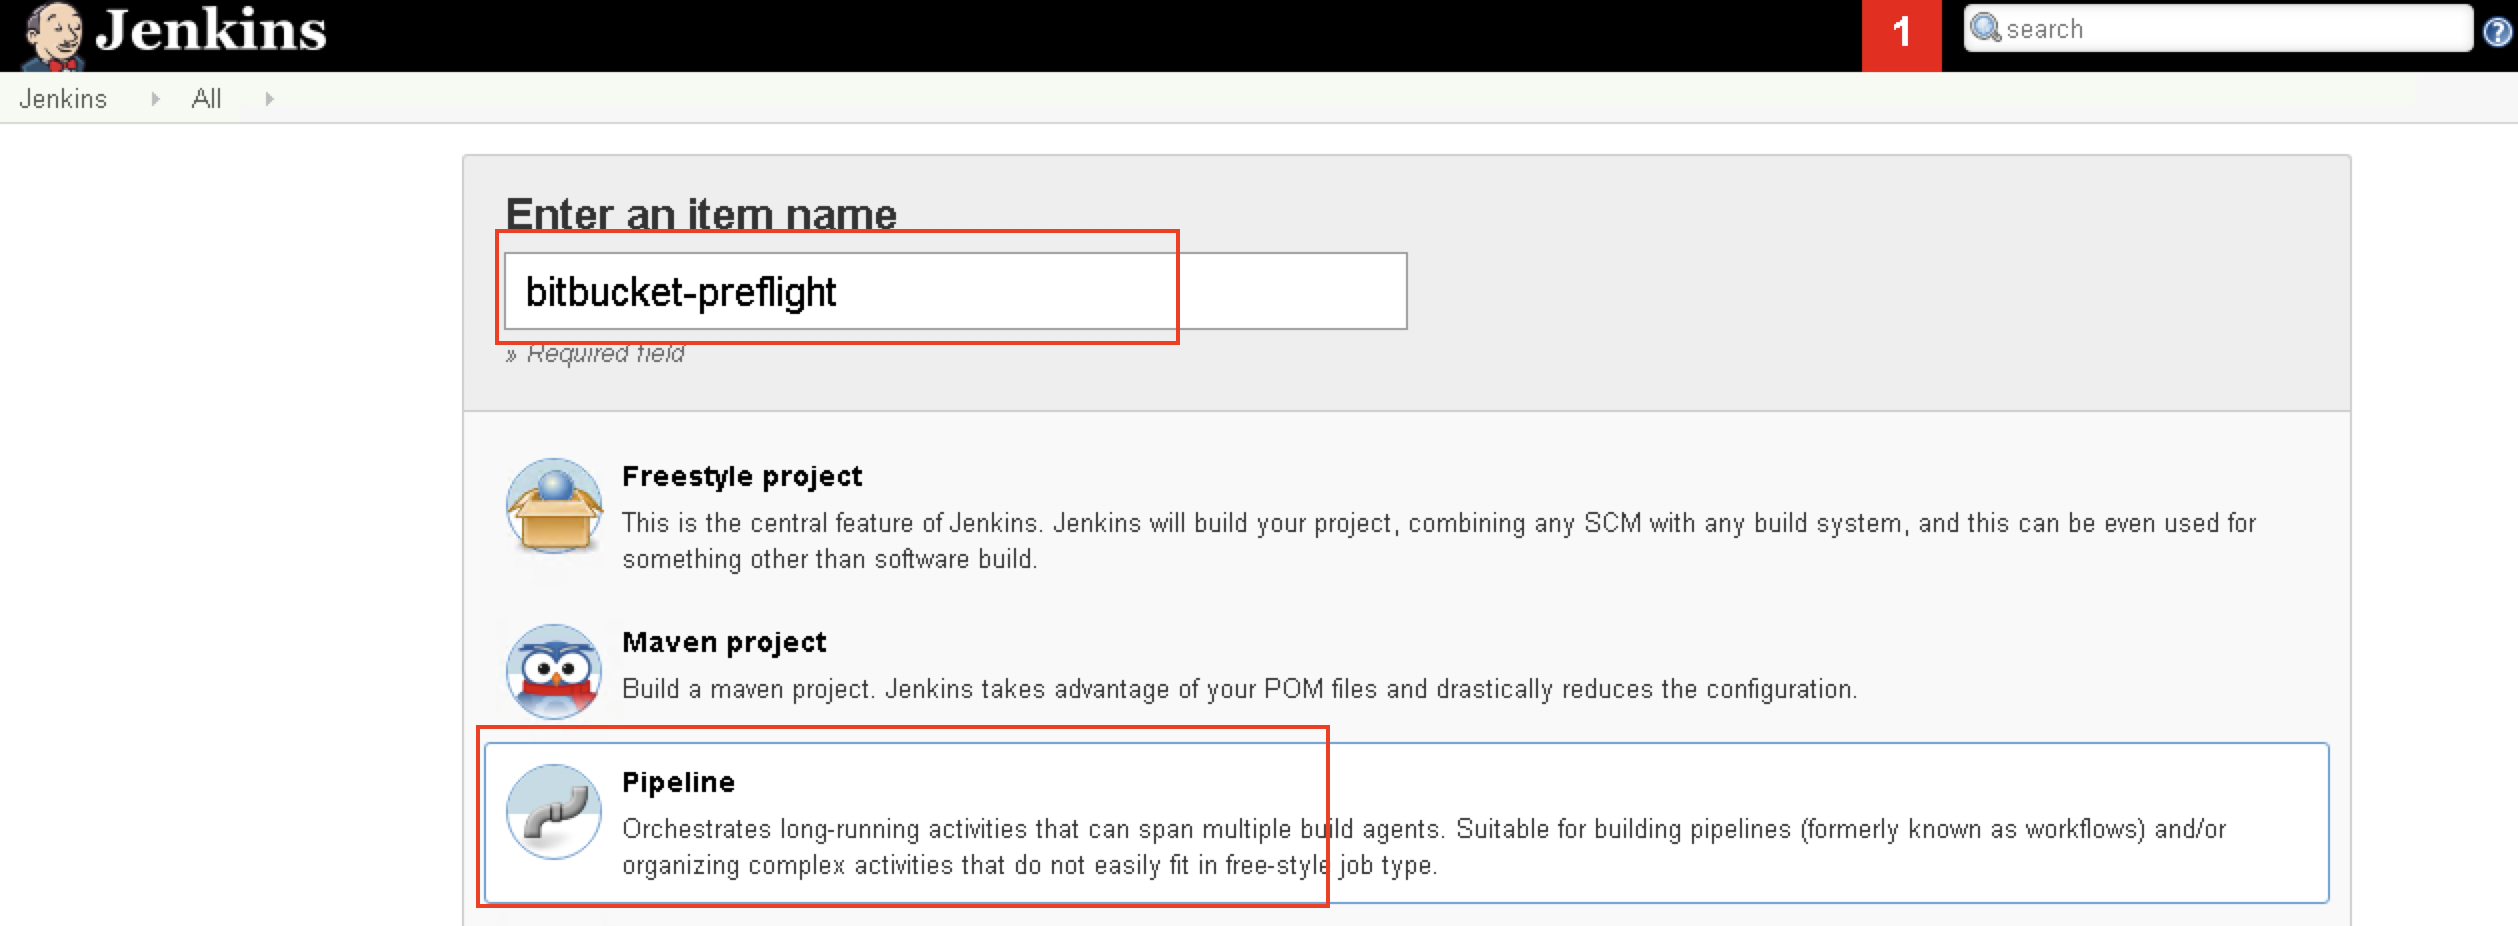 Jenkins
1
search
Jenkins
All
Enter an item name
bitbucket-preflight
» Required field
Freestyle project
This is the central feature of Jenkins. Jenkins will build your project, combining any SCM with any build system, and this can be even used for
something other than software build.
Maven project
Build a maven project. Jenkins takes advantage of your POM files and drastically reduces the configuration.
Pipeline
Orchestrates long-running activities that can span multiple build agents. Suitable for building pipelines (formerly known as workflows) and/or
organizing complex activities that do not easily fit in free-style job type.